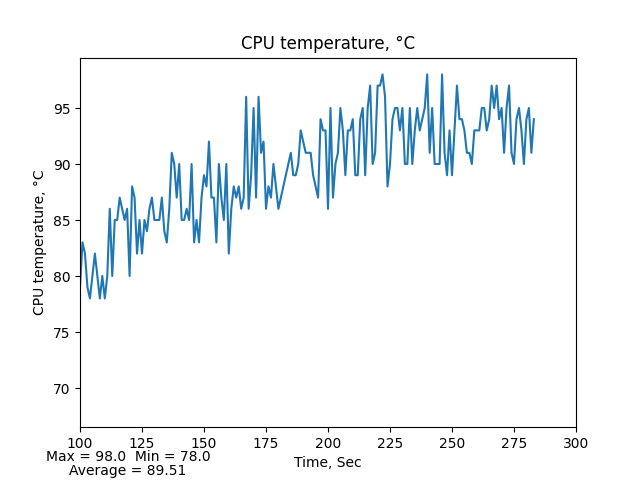 CPU temperature, °C
CPU temperature, °C
95
90
85
80
75
70
100 125 150 175 200 225 250 275 300
Time, Sec
Max = 98.0 Min = 78.0
Average = 89.51